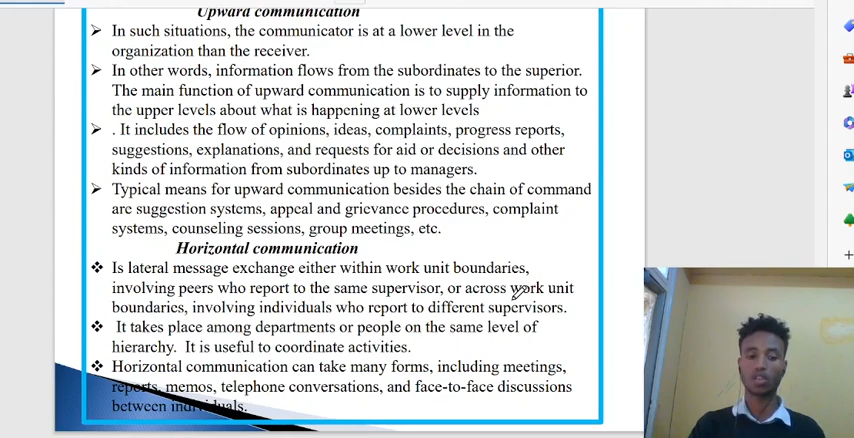 Upward communication
➢ In such situations, the communicator is at a lower level in the
organization than the receiver.
➢ In other words, information flows from the subordinates to the superior.
The main function of upward communication is to supply information to
the upper levels about what is happening at lower levels
➢ . It includes the flow of opinions, ideas, complaints, progress reports,
suggestions, explanations, and requests for aid or decisions and other
kinds of information from subordinates up to managers.
➢ Typical means for upward communication besides the chain of command
are suggestion systems, appeal and grievance procedures, complaint
systems, counseling sessions, group meetings, etc.
Horizontal communication
❖ Is lateral message exchange either within work unit boundaries,
involving peers who report to the same supervisor, or across work unit
boundaries, involving individuals who report to different supervisors.
❖ It takes place among departments or people on the same level of
hierarchy. It is useful to coordinate activities.
❖ Horizontal communication can take many forms, including meetings,
reports, memos, telephone conversations, and face-to-face discussions
between individuals.